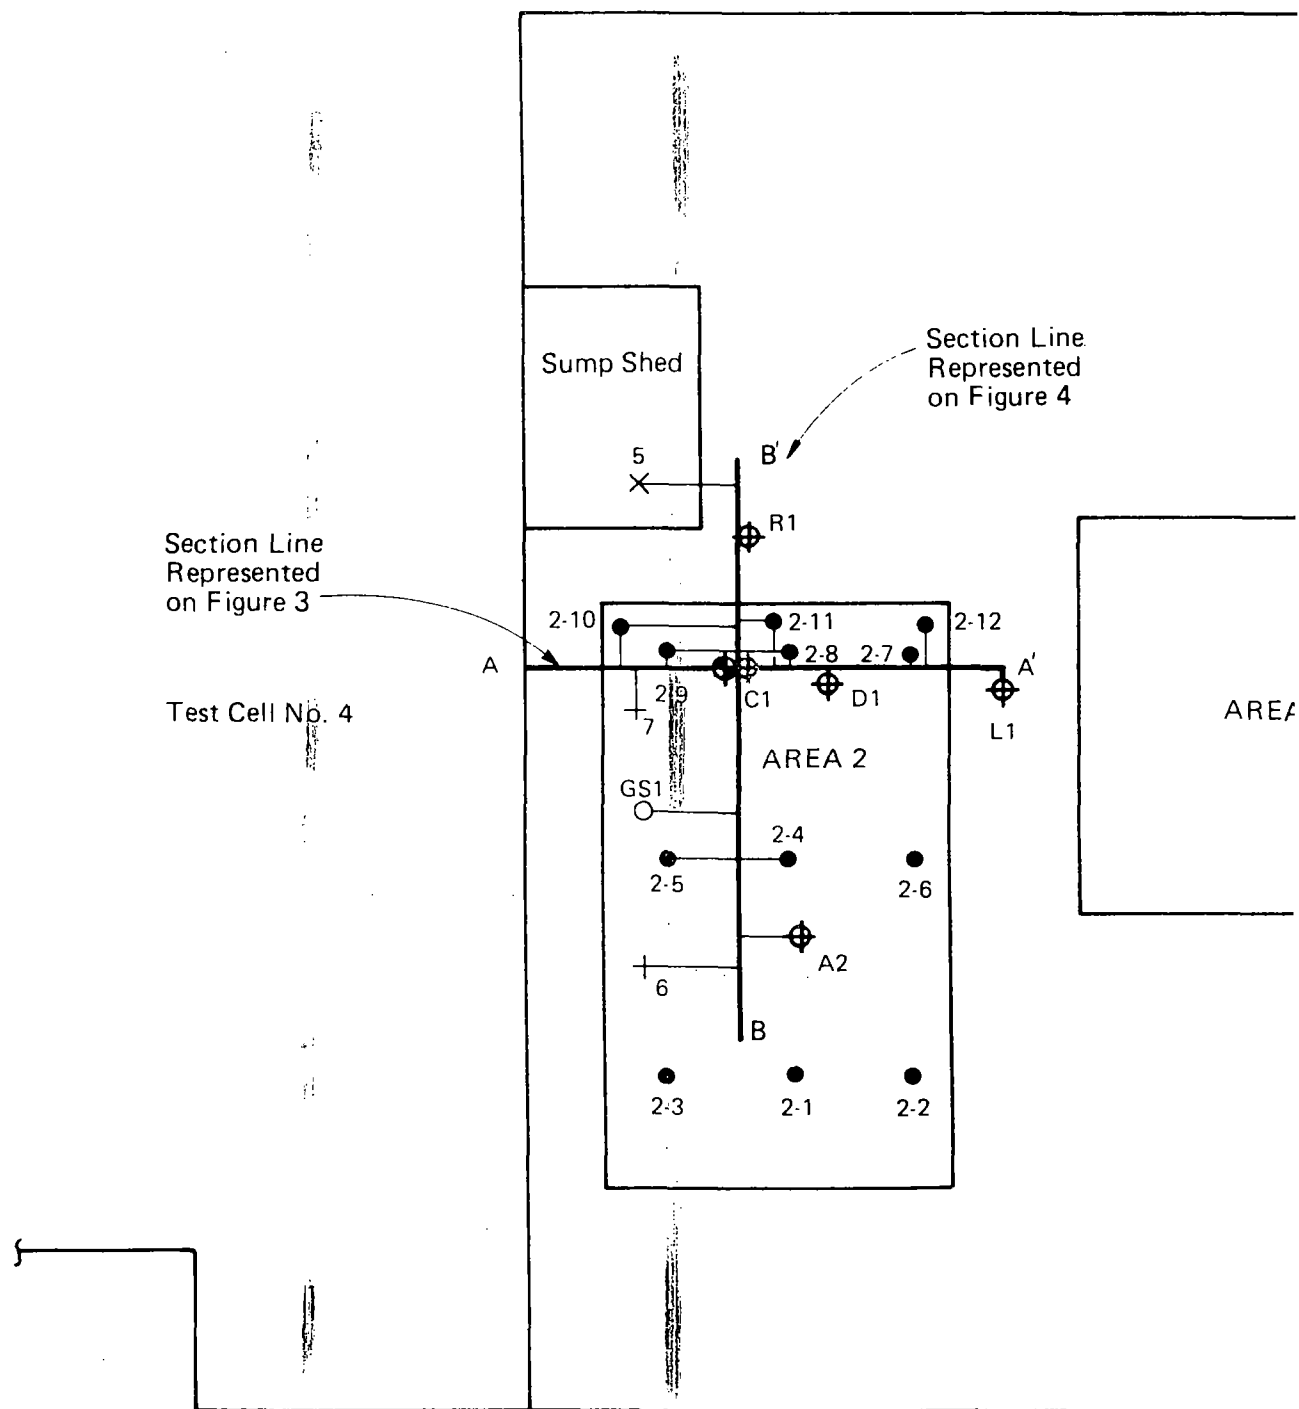 Section Line
Represented
on Figure 4
Sump Shed
5
B'
R1
Section Line
Represented
on Figure 3
2-10
2-11
2-12
2-8
2-7
A
A'
2-9
C1
D1
L1
7
Test Cell No. 4
AREA 2
AREA
GS1
2-4
2-5
2-6
A2
6
B
2-3
2-1
2-2